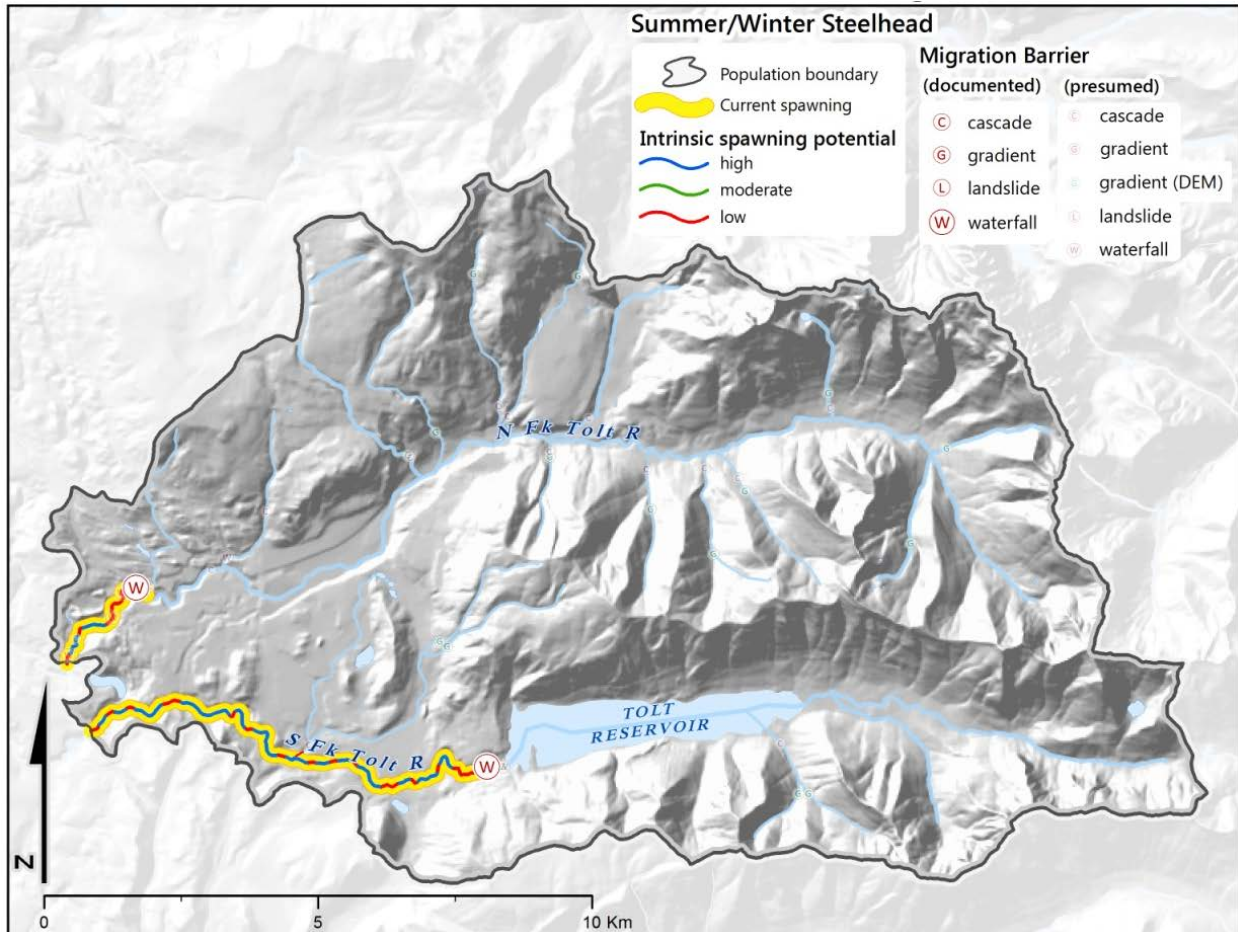 Summer/Winter Steelhead
Population boundary
Current spawning
Intrinsic spawning potential
high
moderate
low
Migration Barrier
(documented)
(presumed)
C cascade
G gradient
L landslide
W waterfall
C cascade
G gradient
G gradient (DEM)
L landslide
W waterfall
N Fk Tolt R
W
S Fk Tolt R
W
TOLT
RESERVOIR
N
0
5
10 Km